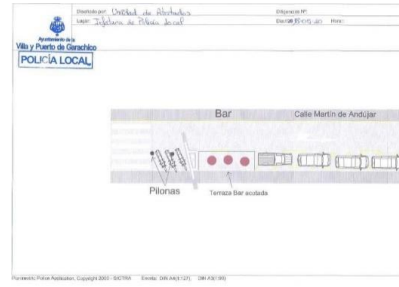 Diseñado por: Unidad de Atestados
Diligencia Nº
Lugar: Jefatura de Policía Local
Hora:
Ayuntamiento de la
Villa y Puerto de Garachico
POLICÍA LOCAL
Bar
Calle Martín de Andújar
Pilonas
Terraza Bar acotada